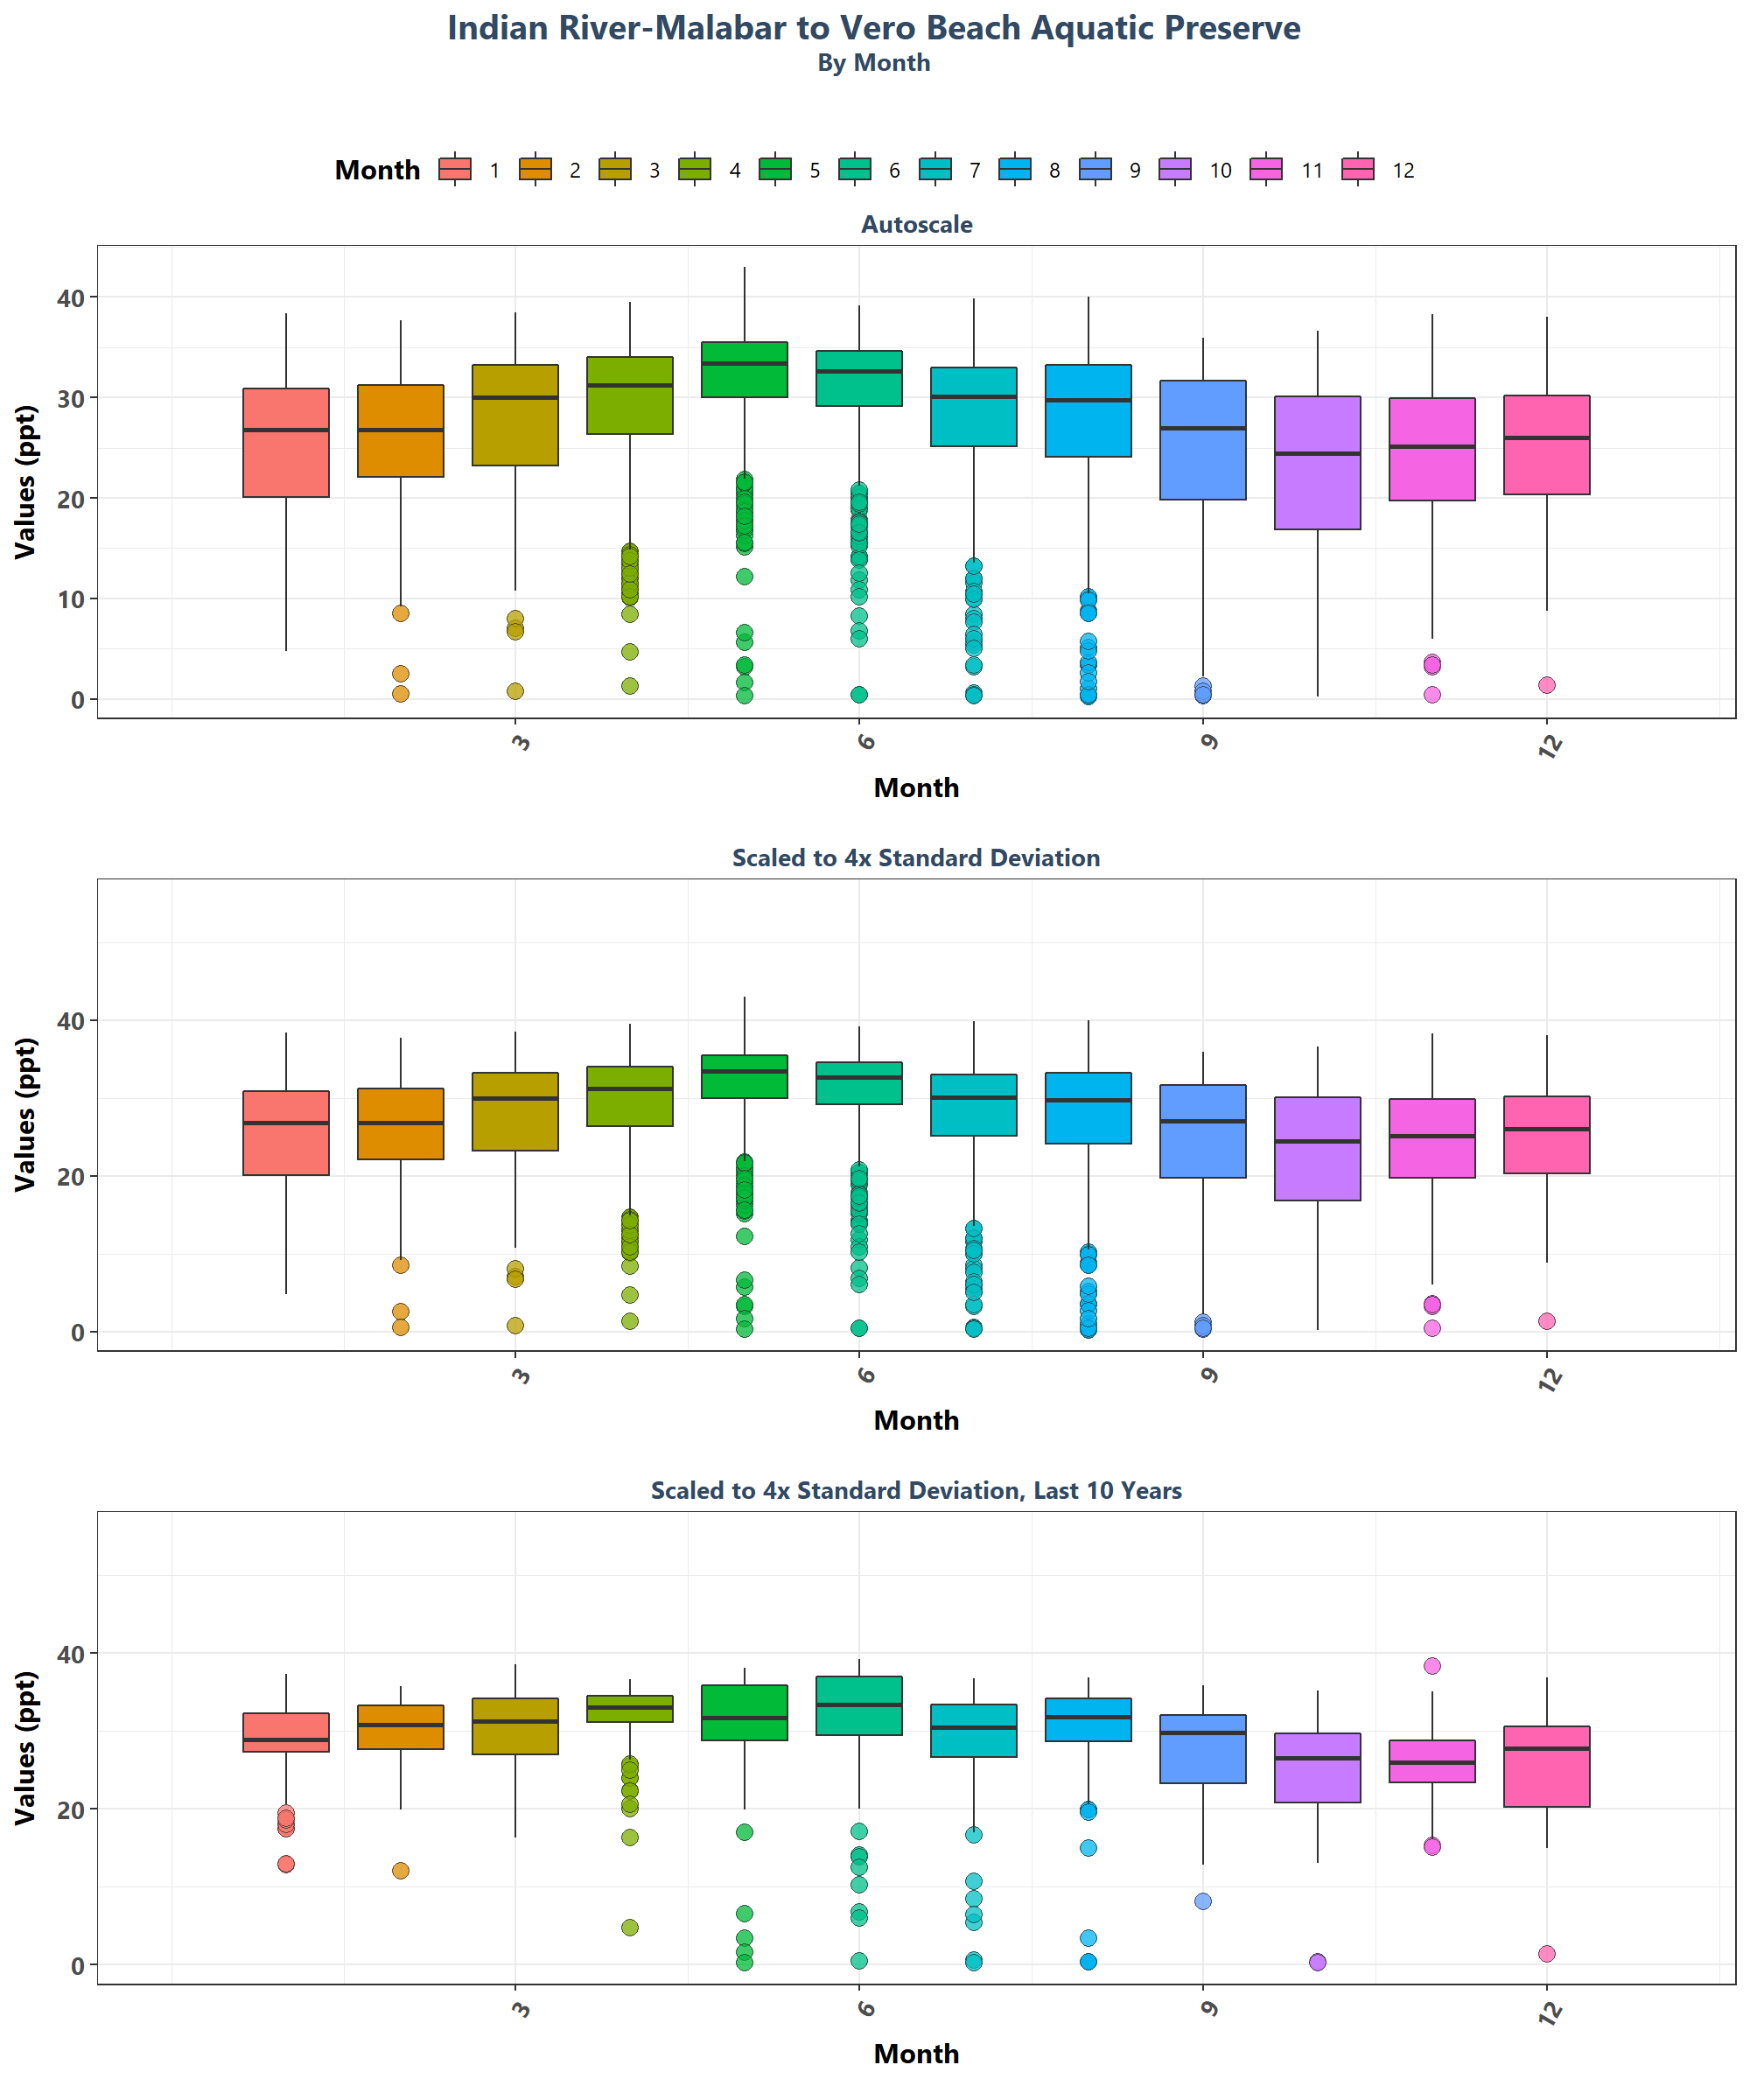 Indian River-Malabar to Vero Beach Aquatic Preserve
By Month
Month 1 2 3 4 5 6 7 8 9 10 11 12
Autoscale
Values (ppt)
40
30
20
10
0
3 6 9 12
Month
Scaled to 4x Standard Deviation
Values (ppt)
40
20
0
3 6 9 12
Month
Scaled to 4x Standard Deviation, Last 10 Years
Values (ppt)
40
20
0
3 6 9 12
Month